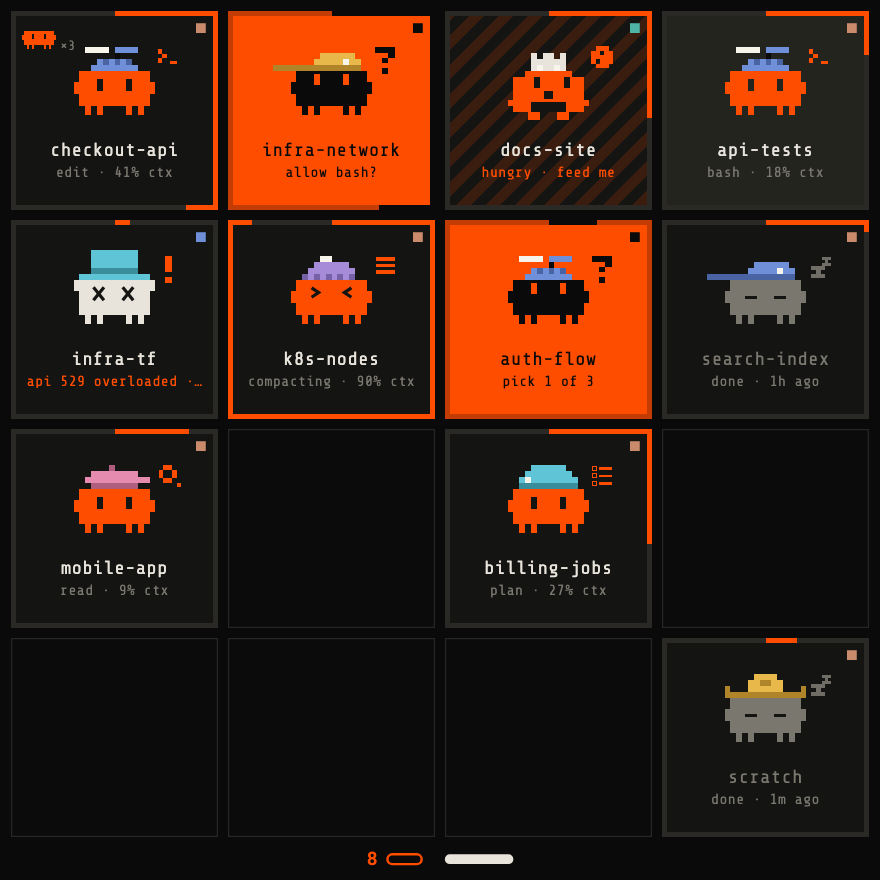 ×3
checkout-api
edit · 41% ctx
infra-network
allow bash?
docs-site
hungry · feed me
api-tests
bash · 18% ctx
infra-tf
api 529 overloaded ·…
k8s-nodes
compacting · 90% ctx
auth-flow
pick 1 of 3
search-index
done · 1h ago
mobile-app
read · 9% ctx
billing-jobs
plan · 27% ctx
scratch
done · 1m ago
8